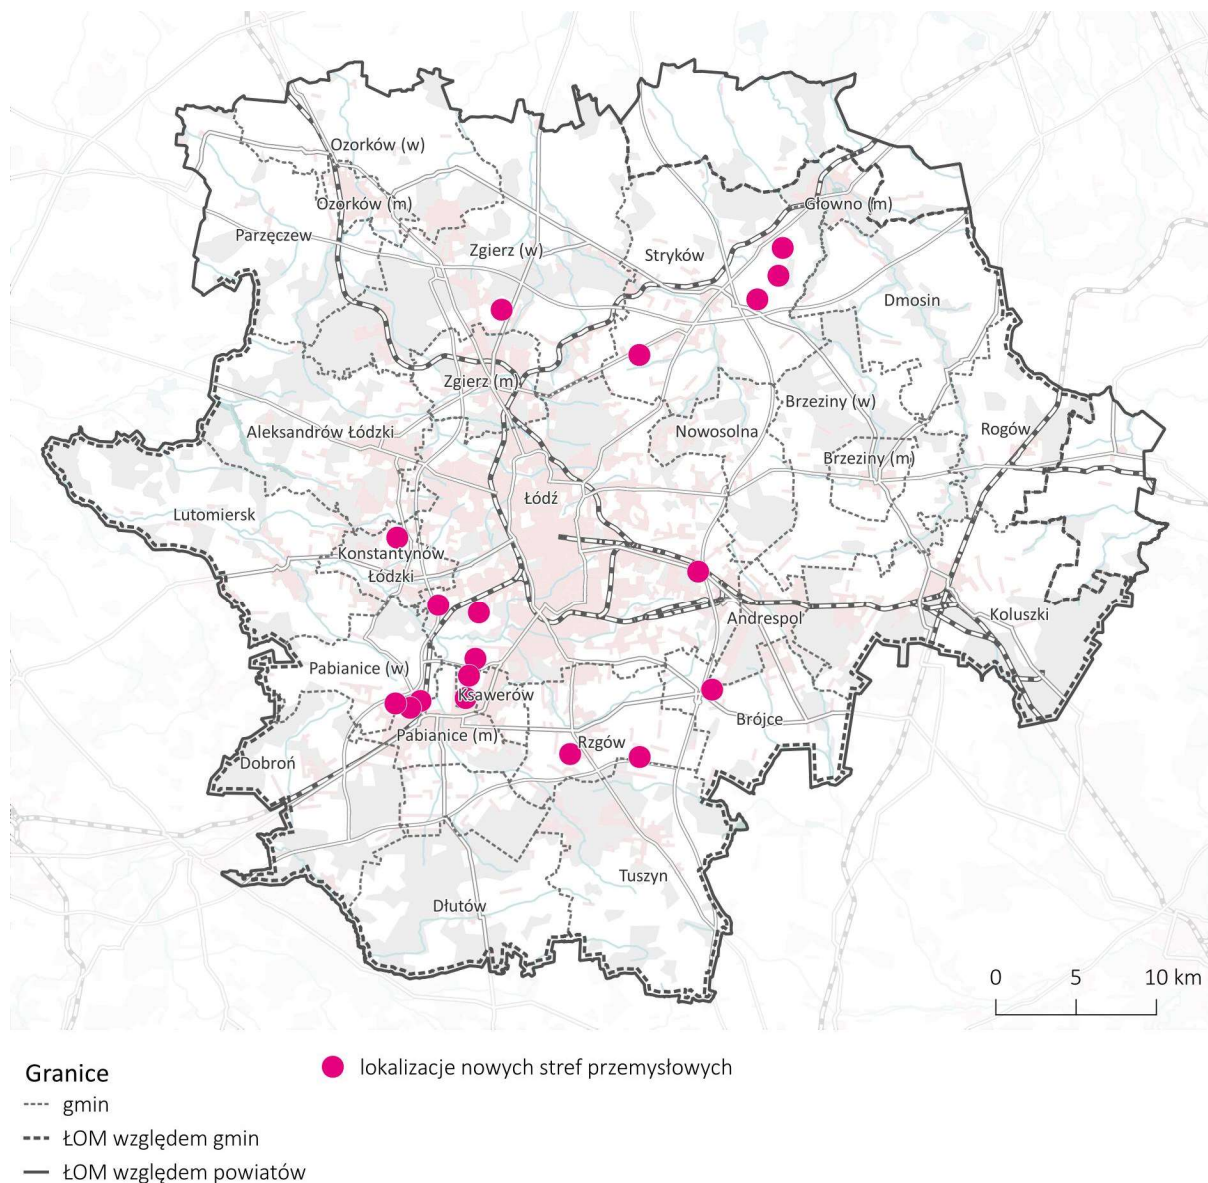 Ozorków (w)
Ozorków (m)
Głowno (m)
Parzęczew
Zgierz (w)
Stryków
Dmosin
Zgierz (m)
Brzeziny (w)
Aleksandrów Łódzki
Nowosolna
Rogów
Brzeziny (m)
Łódź
Lutomiersk
Konstantynów
Łódzki
Andrespol
Koluszki
Pabianice (w)
Ksawerów
Brójce
Pabianice (m)
Rzgów
Dobroń
Tuszyn
Dłutów
0 5 10 km
Granice
lokalizacje nowych stref przemysłowych
gmin
ŁOM względem gmin
ŁOM względem powiatów